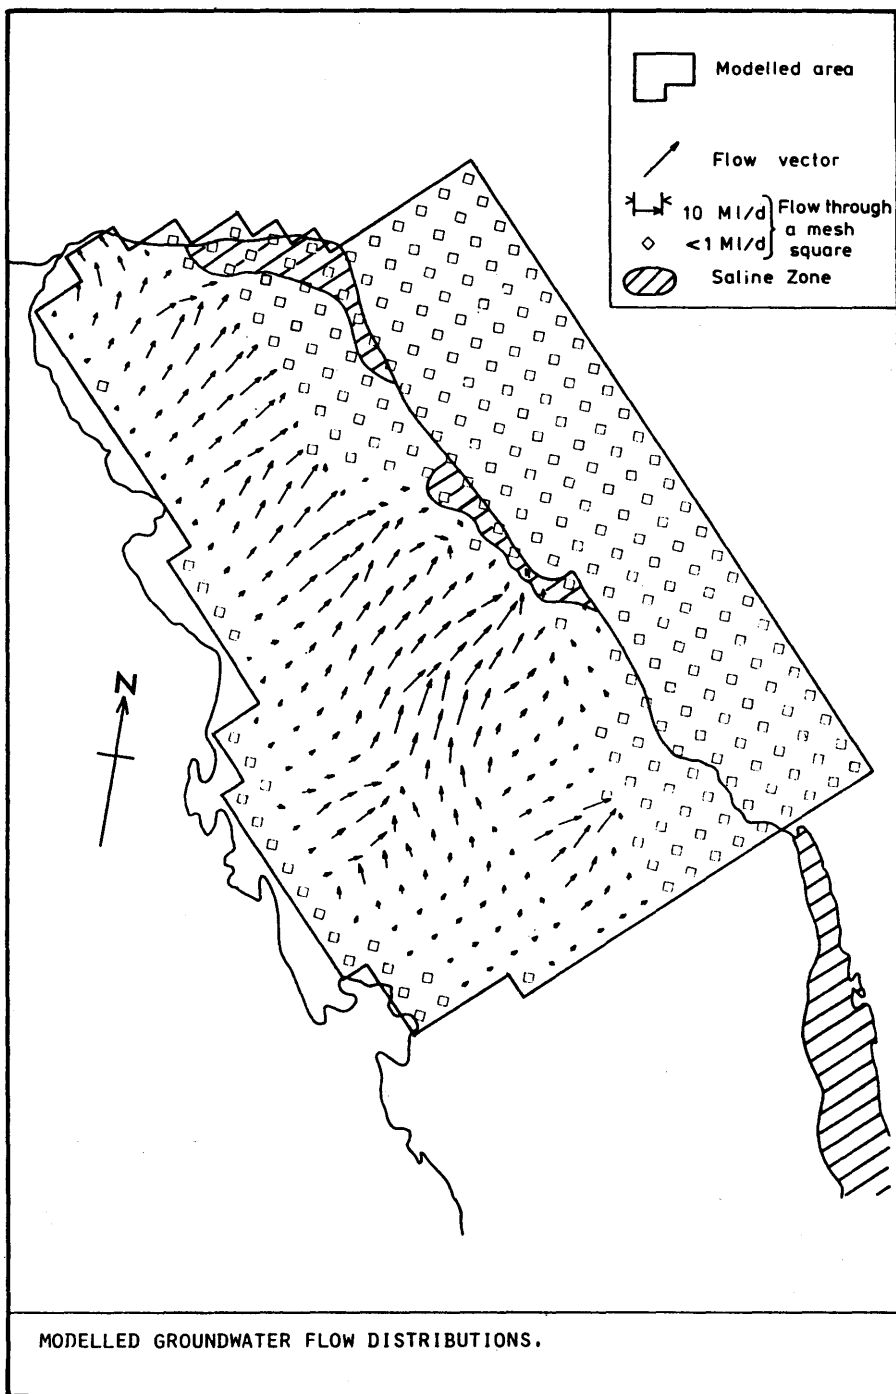 Modelled area
Flow vector
10 Ml/d
<1 Ml/d
Flow through
a mesh
square
Saline Zone
N
MODELLED GROUNDWATER FLOW DISTRIBUTIONS.